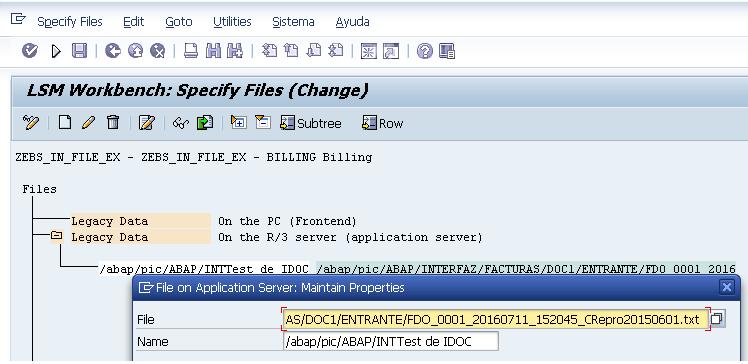 Specify Files Edit Goto Utilities Sistema Ayuda
LSM Workbench: Specify Files (Change)
Subtree Row
ZEBS_IN_FILE_EX - ZEBS_IN_FILE_EX - BILLING Billing
Files
Legacy Data On the PC (Frontend)
Legacy Data On the R/3 server (application server)
/abap/pic/ABAP/INTTest de IDOC /abap/pic/ABAP/INTERFAZ/FACTURAS/DOC1/ENTRANTE/FDO_0001_2016
File on Application Server: Maintain Properties
File AS/DOC1/ENTRANTE/FDO_0001_20160711_152045_CRepro20150601.txt
Name /abap/pic/ABAP/INTTest de IDOC